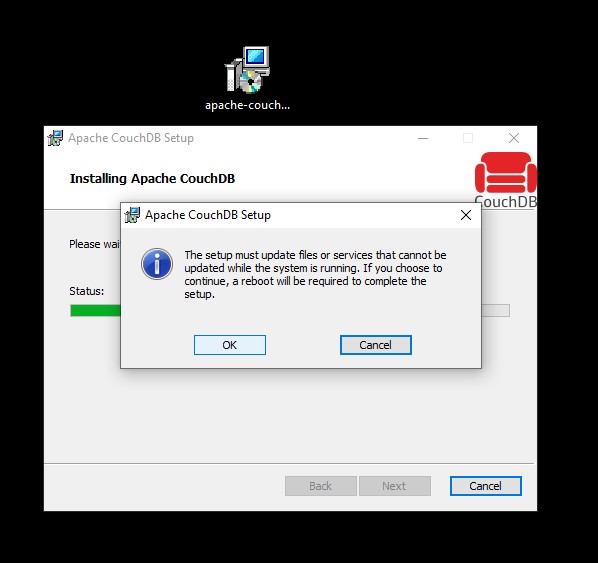 apache-couch...
Apache CouchDB Setup
Installing Apache CouchDB
CouchDB
Apache CouchDB Setup
Please wai
The setup must update files or services that cannot be
updated while the system is running. If you choose to
continue, a reboot will be required to complete the
setup.
Status:
OK Cancel
Back Next Cancel